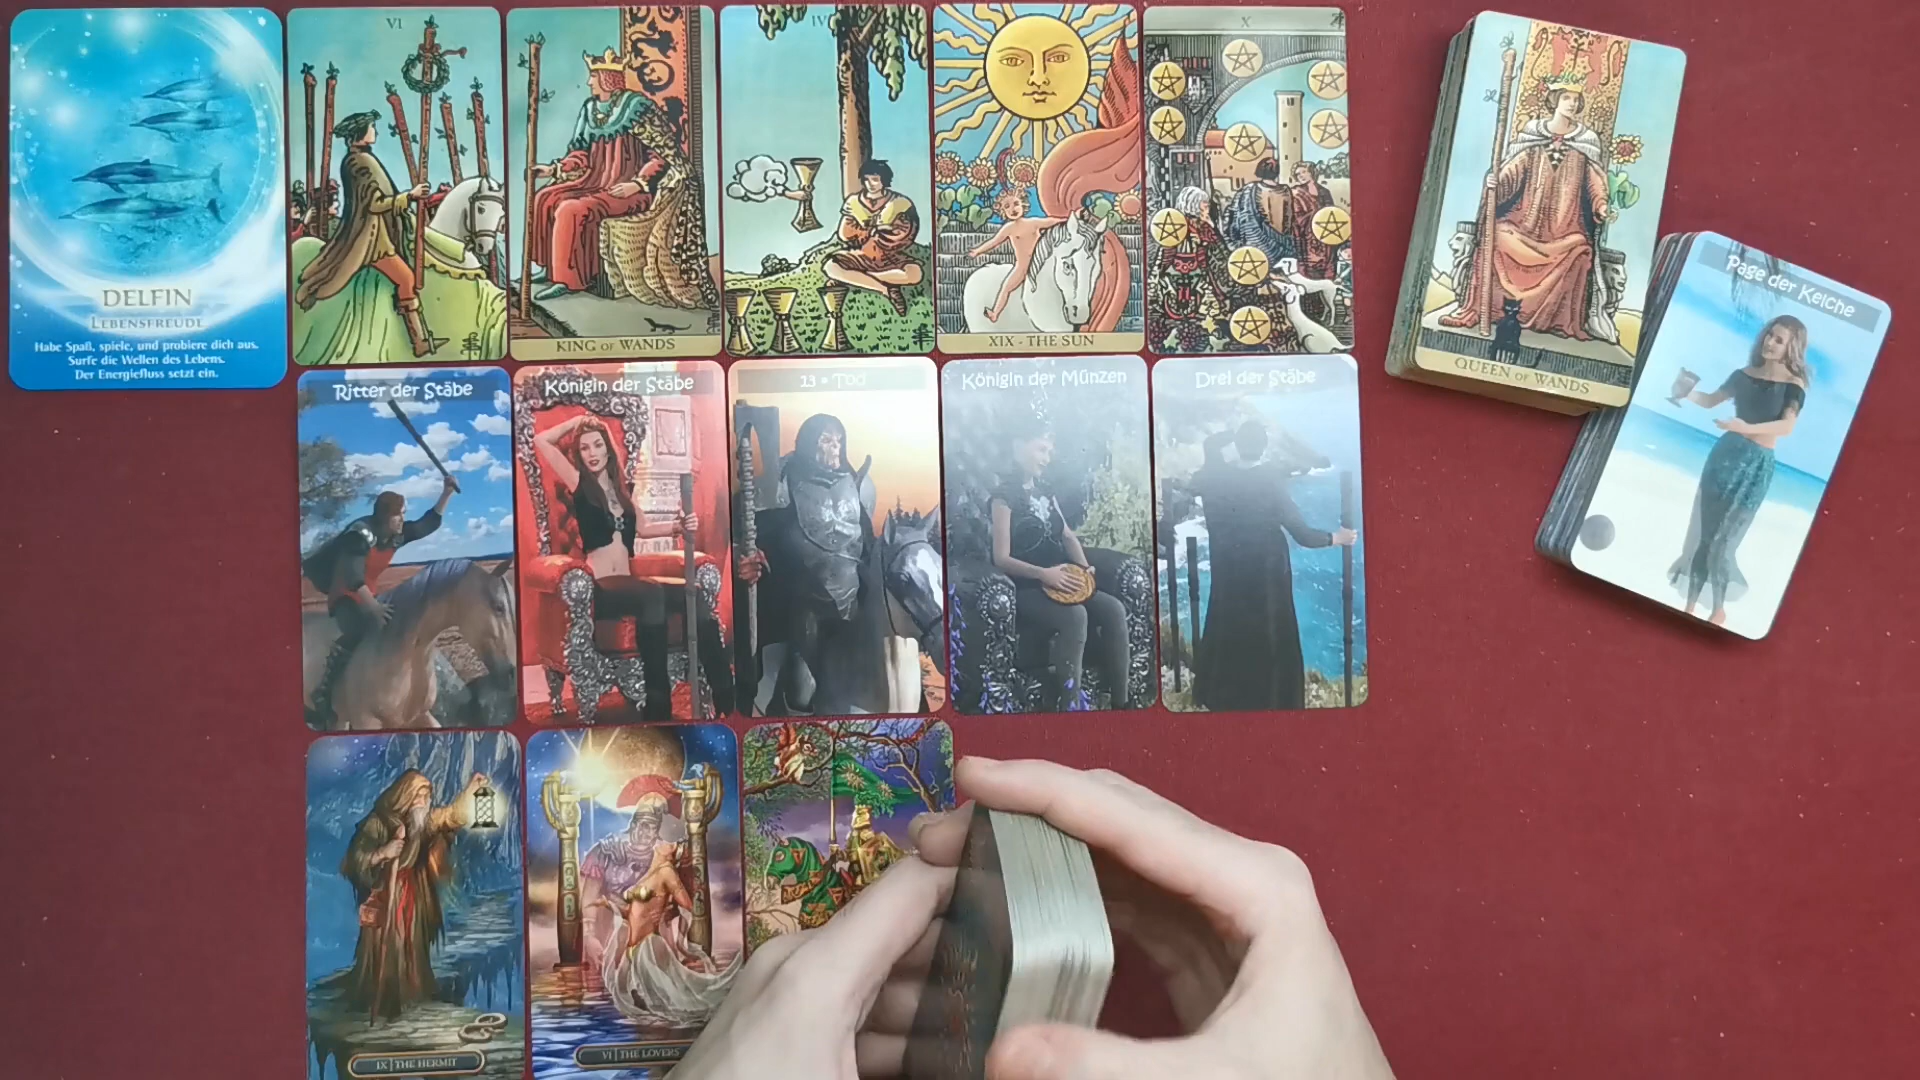 DELFIN
LEBENSFREUDE
Habe Spaß, spiele, und probiere dich aus.
Surfe die Wellen des Lebens.
Der Energiefluss setzt ein.
VI
KING OF WANDS
IV
XIX - THE SUN
X
QUEEN OF WANDS
Page der Kelche
Ritter der Stäbe
Königin der Stäbe
13 • Tod
Königin der Münzen
Drei der Stäbe
IX | THE HERMIT
VI | THE LOVERS